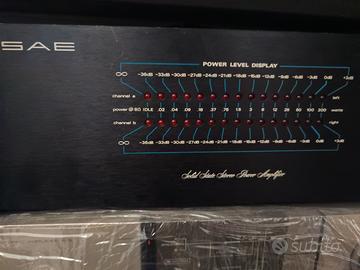 SAE
POWER LEVEL DISPLAY
∞ -36dB -33dB -30dB -27dB -24dB -21dB -18dB -15dB -12dB -9dB -6dB -3dB 0dB +3dB
channel a
power@8Ω IDLE .02 .04 .09 .18 .37 .75 1.5 3 6 12 25 50 100 200 watts
channel b right
∞ -36dB -33dB -30dB -27dB -24dB -21dB -18dB -15dB -12dB -9dB -6dB -3dB 0dB +3dB
Solid State Stereo Power Amplifier
subito.it